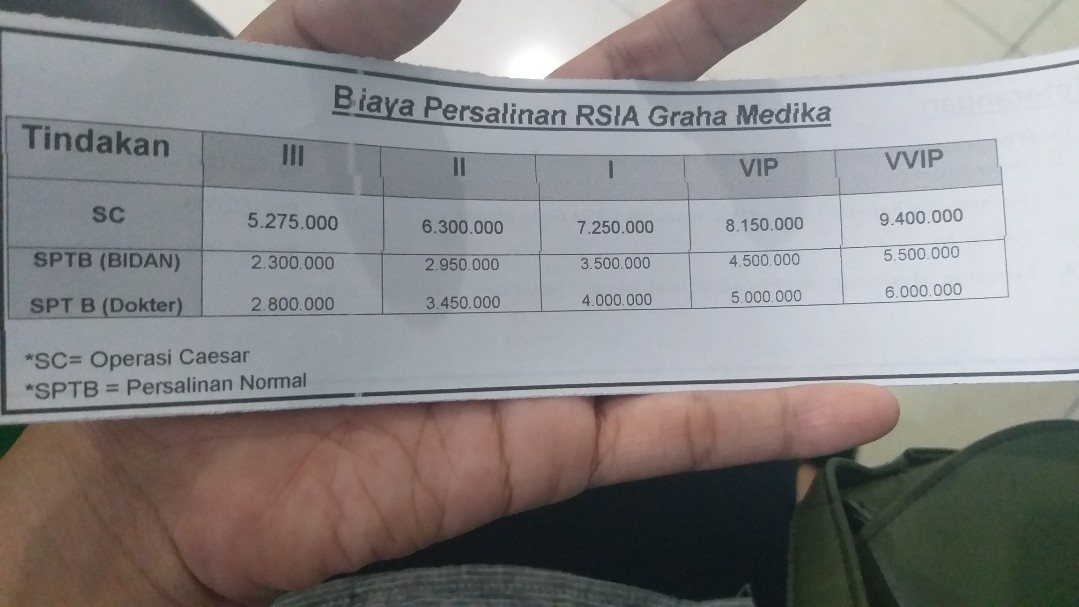 Biaya Persalinan RSIA Graha Medika
Tindakan III II I VIP VVIP
SC 5.275.000 6.300.000 7.250.000 8.150.000 9.400.000
SPTB (BIDAN) 2.300.000 2.950.000 3.500.000 4.500.000 5.500.000
SPT B (Dokter) 2.800.000 3.450.000 4.000.000 5.000.000 6.000.000
*SC= Operasi Caesar
*SPTB = Persalinan Normal